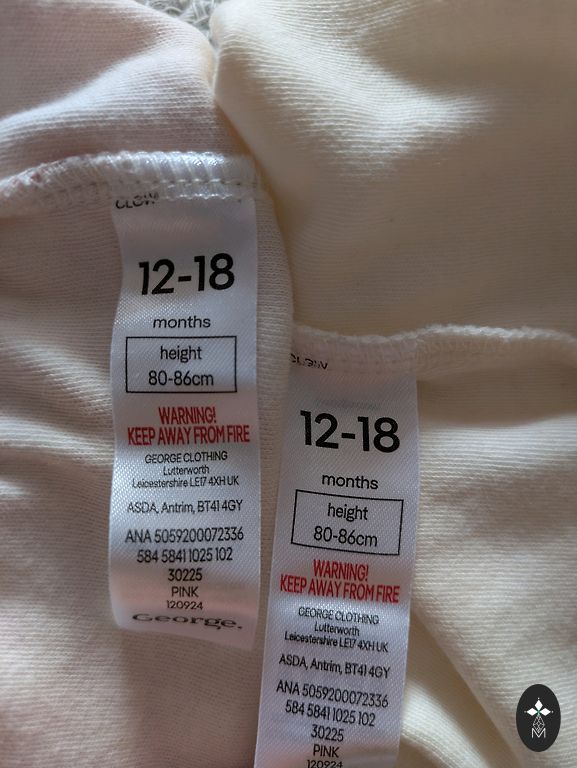 12-18
months
height
80-86cm
WARNING!
KEEP AWAY FROM FIRE
GEORGE CLOTHING
Lutterworth
Leicestershire LE17 4XH UK
ASDA, Antrim, BT41 4GY
ANA 5059200072336
584 5841 1025 102
30225
PINK
120924
George.
12-18
months
height
80-86cm
WARNING!
KEEP AWAY FROM FIRE
GEORGE CLOTHING
Lutterworth
Leicestershire LE17 4XH UK
ASDA, Antrim, BT41 4GY
ANA 5059200072336
584 5841 1025 102
30225
PINK
120924